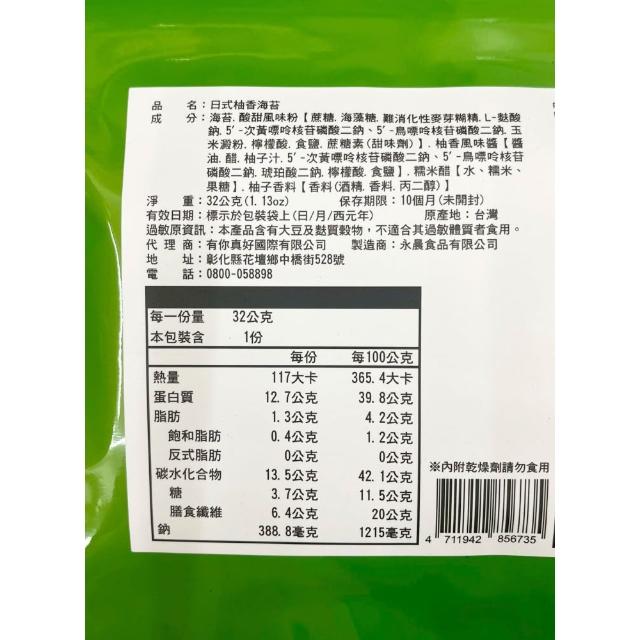 品　名：日式柚香海苔
成　分：海苔, 酸甜風味粉【蔗糖, 海藻糖, 難消化性麥芽糊精, L-麩酸
鈉, 5'-次黃嘌呤核苷磷酸二鈉、5'-鳥嘌呤核苷磷酸二鈉, 玉
米澱粉, 檸檬酸, 食鹽, 蔗糖素(甜味劑)】, 柚香風味醬【醬
油, 醋, 柚子汁, 5'-次黃嘌呤核苷磷酸二鈉、5'-鳥嘌呤核苷
磷酸二鈉, 琥珀酸二鈉, 檸檬酸, 食鹽】, 糯米醋【水、糯米、
果糖】, 柚子香料【香料(酒精, 香料, 丙二醇)】
淨　重：32公克(1.13oz)　保存期限：10個月(未開封)
有效日期：標示於包裝袋上(日/月/西元年)　原產地：台灣
過敏原資訊：本產品含有大豆及麩質穀物, 不適合其過敏體質者食用。
代 理 商：有你真好國際有限公司　製造商：永晨食品有限公司
地　址：彰化縣花壇鄉中橋街528號
電　話：0800-058898
每一份量　32公克
本包裝含　1份
每份　每100公克
熱量　117大卡　365.4大卡
蛋白質　12.7公克　39.8公克
脂肪　1.3公克　4.2公克
飽和脂肪　0.4公克　1.2公克
反式脂肪　0公克　0公克
碳水化合物　13.5公克　42.1公克
糖　3.7公克　11.5公克
膳食纖維　6.4公克　20公克
鈉　388.8毫克　1215毫克
※內附乾燥劑請勿食用
4 711942 856735